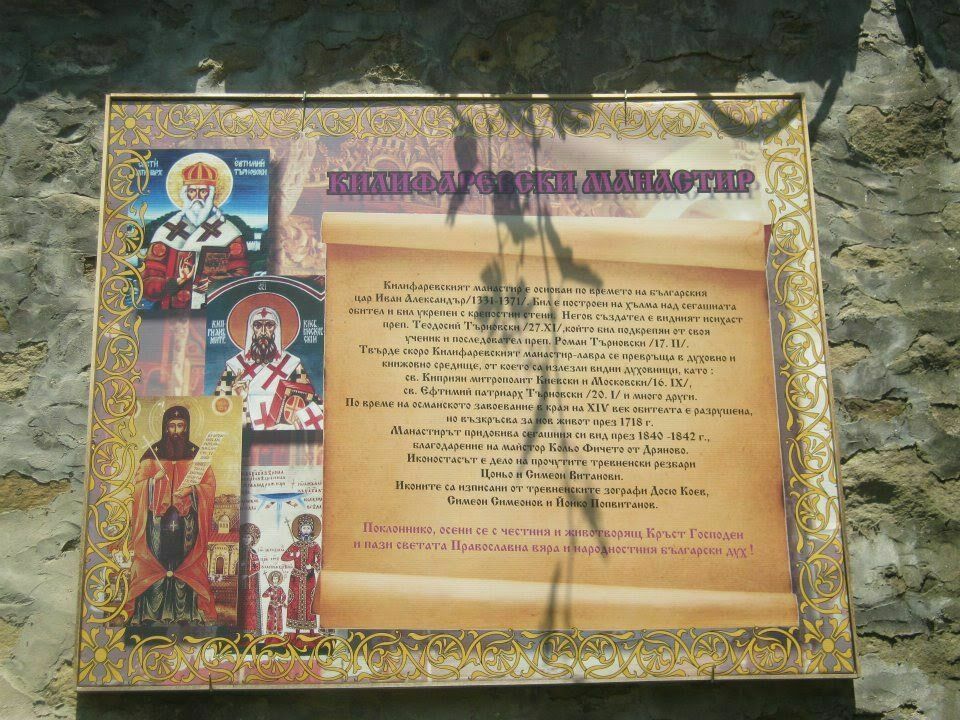 СВЕТИ ЕВТИМИЙ
ПАТРИАРХ ТЪРНОВСКИ
КИЛИФАРЕВСКИ МАНАСТИР
Килифаревският манастир е основан по времето на българския
цар Иван Александър/1331-1371/. Бил е построен на хълма над сегашната
обител и бил укрепен с крепостни стени. Негов създател е видният исихаст
преп. Теодосий Търновски /27.XI/,който бил подкрепян от своя
ученик и последовател преп. Роман Търновски /17. II/.
Твърде скоро Килифаревският манастир-лавра се превръща в духовно и
книжовно средище, от което са излезли видни духовници, като :
св. Киприян митрополит Киевски и Московски/16. IX/,
св. Ефтимий патриарх Търновски /20. I/ и много други.
По време на османското завоевание в края на XIV век обителта е разрушена,
но възкръсва за нов живот през 1718 г.
Манастирът придобива сегашния си вид през 1840 -1842 г.,
благодарение на майстор Кольо Фичето от Дряново.
Иконостасът е дело на прочутите тревненски резбари
Цоньо и Симеон Витанови.
Иконите са изписани от тревненските зографи Досю Коев,
Симеон Симеонов и Йонко Попвитанов.
Поклоннико, осени се с честния и животворящ Кръст Господен
и пази светата Православна вяра и народностния български дух !